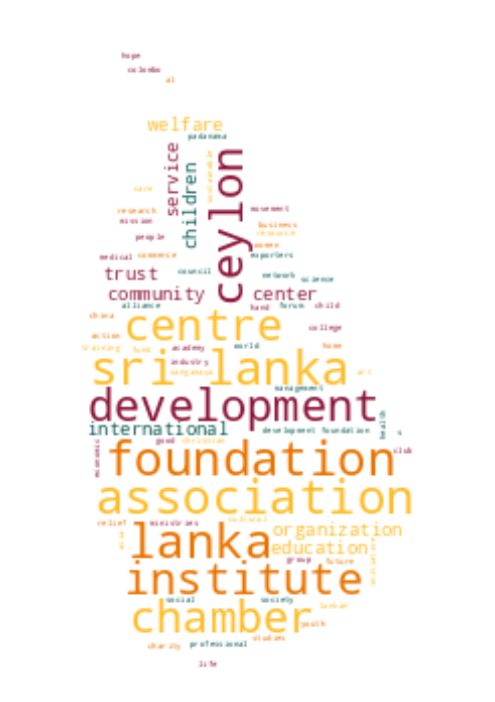 hope
colombo
al
welfare
padanama
service
children
sustainable
ceylon
care
research
mission
people
movement
business
resource
women
exporters
medical
commerce
trust
council
network
science
community
center
alliance
hand
forum
child
china
centre
college
action
training
fund
academy
world
home
industry
sri lanka
sangamaya
art
management
development
international
development foundation
health
economic
good
christian
club
foundation
association
relief
ministries
cultural
organization
lanka
education
group
future
institute
social
society
lankan
chamber
youth
studies
charity
professional
life